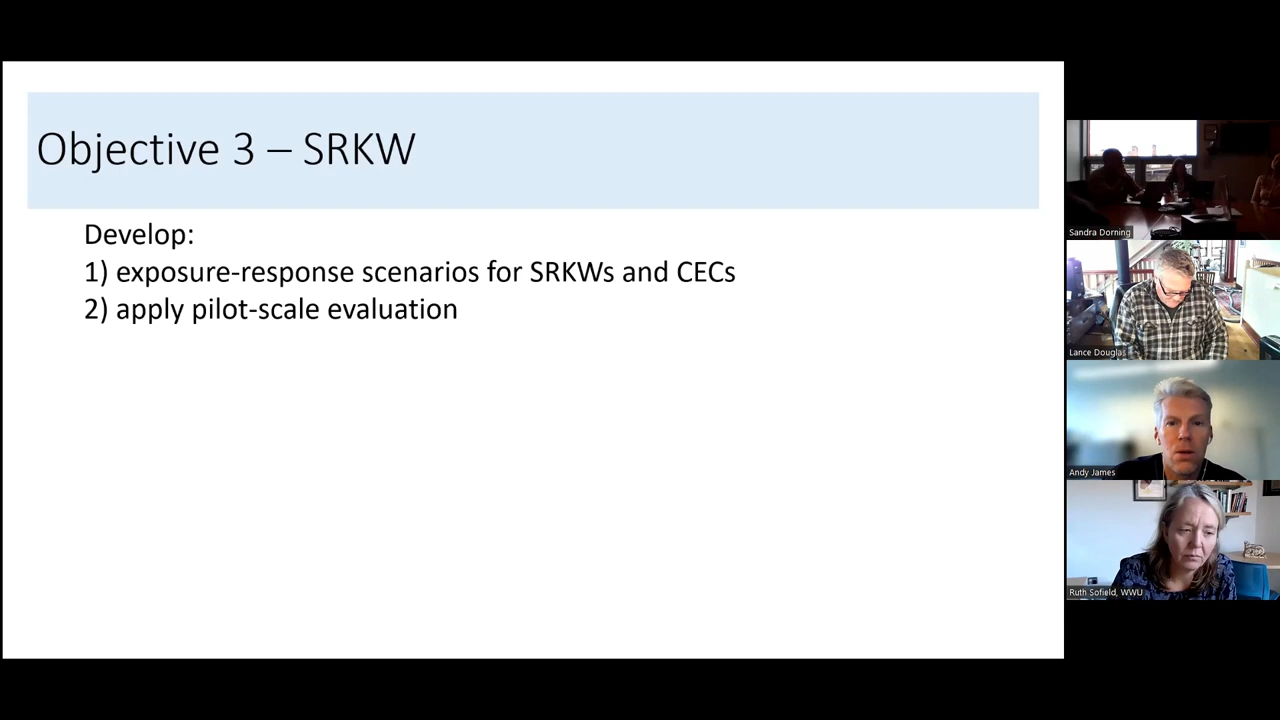 Objective 3 – SRKW
Develop:
1) exposure-response scenarios for SRKWs and CECs
2) apply pilot-scale evaluation
Sandra Dorning
Lance Douglas
Andy James
Ruth Sofield, WWU